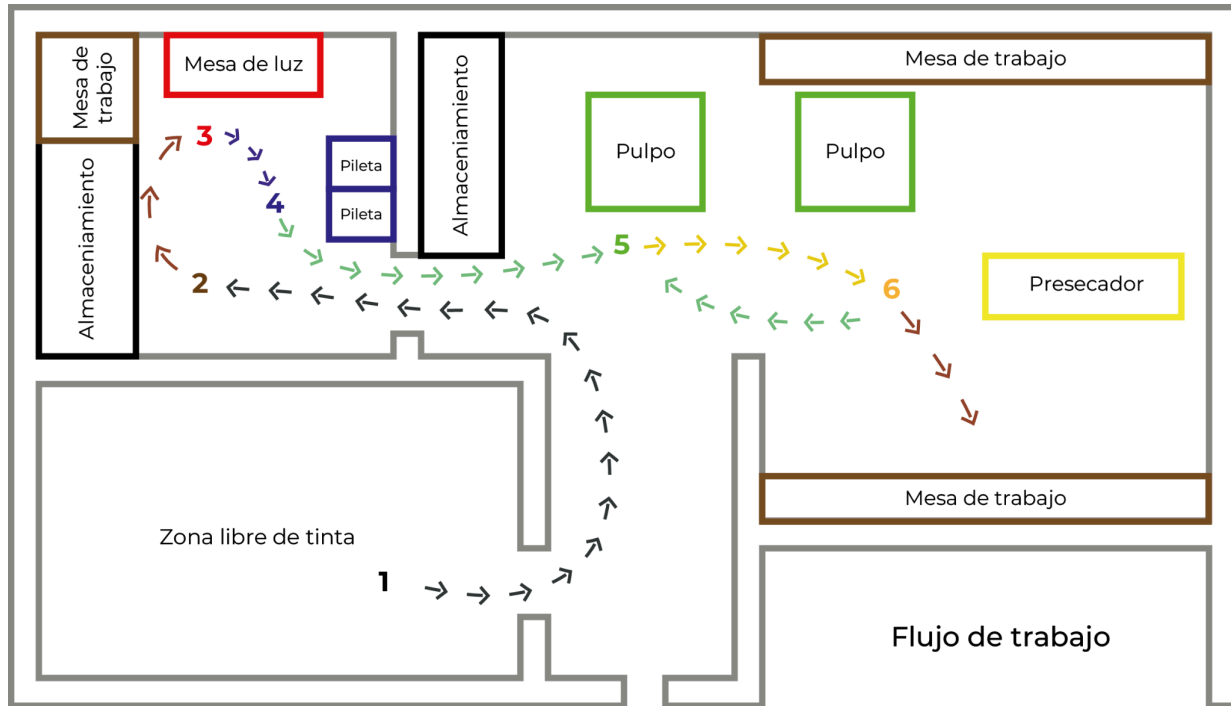 Mesa de
trabajo
Mesa de luz
Almaceniamiento
Pileta
Pileta
Almaceniamiento
Pulpo
Pulpo
Mesa de trabajo
3
4
2
5
6
Presecador
Mesa de trabajo
Zona libre de tinta
1
Flujo de trabajo